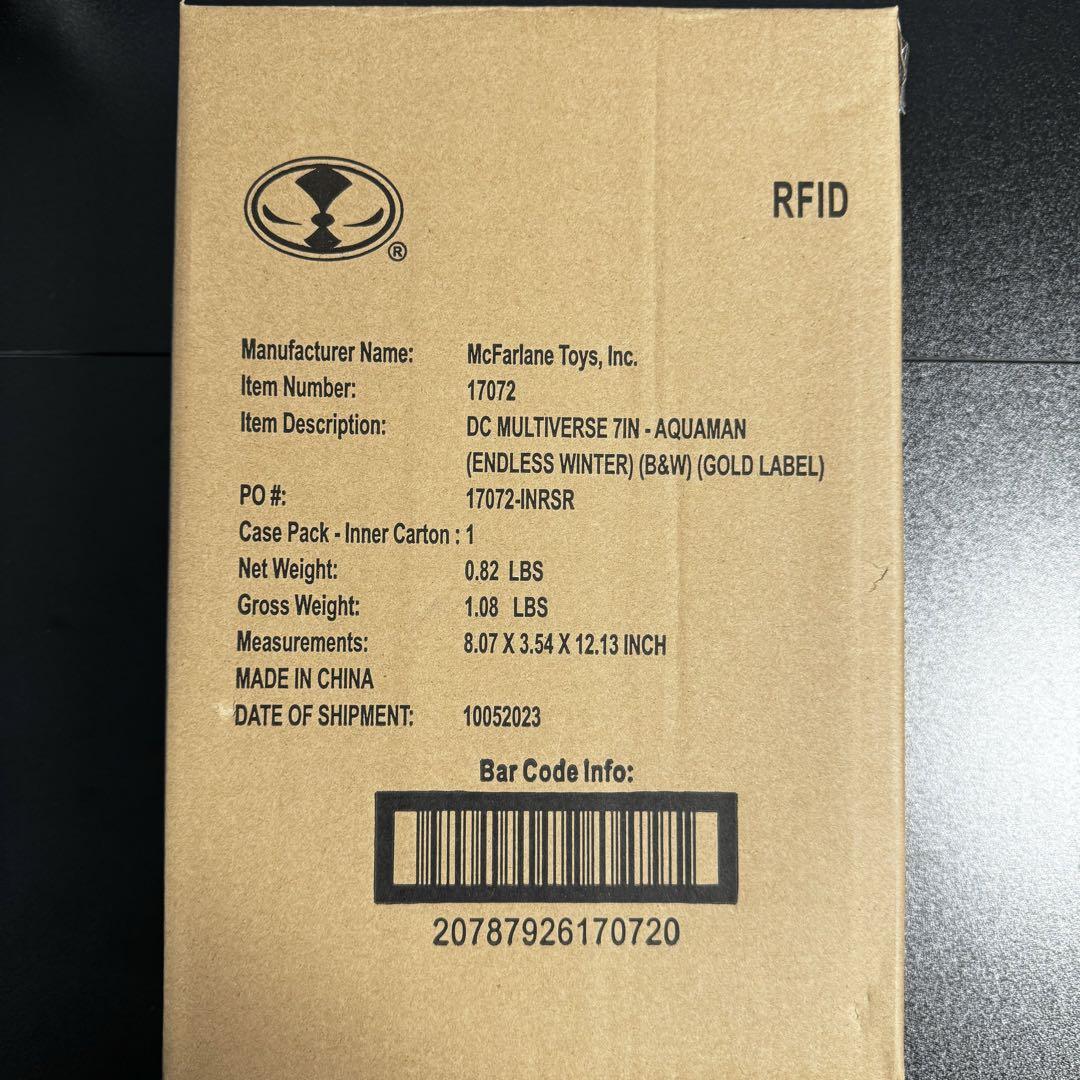 RFID
®
Manufacturer Name: McFarlane Toys, Inc.
Item Number: 17072
Item Description: DC MULTIVERSE 7IN - AQUAMAN
(ENDLESS WINTER) (B&W) (GOLD LABEL)
PO #: 17072-INRSR
Case Pack - Inner Carton : 1
Net Weight: 0.82 LBS
Gross Weight: 1.08 LBS
Measurements: 8.07 X 3.54 X 12.13 INCH
MADE IN CHINA
DATE OF SHIPMENT: 10052023
Bar Code Info:
20787926170720